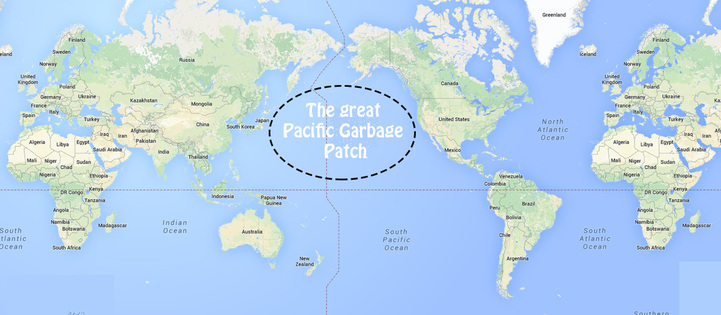 Greenland
Finland
Sweden
Norway
Russia
United
Kingdom
Poland
Germany
Ukraine
France
Italy
Spain
Turkey
Kazakhstan
Mongolia
China
South Korea
Japan
Afghanistan
Pakistan
India
Thailand
Iraq
Iran
Saudi Arabia
Algeria
Libya
Egypt
Mali
Niger
Chad
Sudan
Nigeria
Ethiopia
Kenya
DR Congo
Tanzania
Angola
Namibia
Botswana
Madagascar
South Africa
Indonesia
Papua New
Guinea
Australia
New
Zealand
Indian
Ocean
The great
Pacific Garbage
Patch
Canada
United States
Mexico
Venezuela
Colombia
Peru
Brazil
Bolivia
Chile
Argentina
North
Atlantic
Ocean
South
Pacific
Ocean
South
Atlantic
Ocean
Finland
Sweden
Norway
United
Kingdom
Poland
Germany
Ukraine
France
Italy
Spain
Turkey
Iraq
Iran
Algeria
Libya
Egypt
Saudi Arabia
Mali
Niger
Chad
Sudan
Nigeria
Ethiopia
Kenya
DR Congo
Tanzania
Angola
Namibia
Botswana
Madagascar
South Africa
South
Ocean
Southern